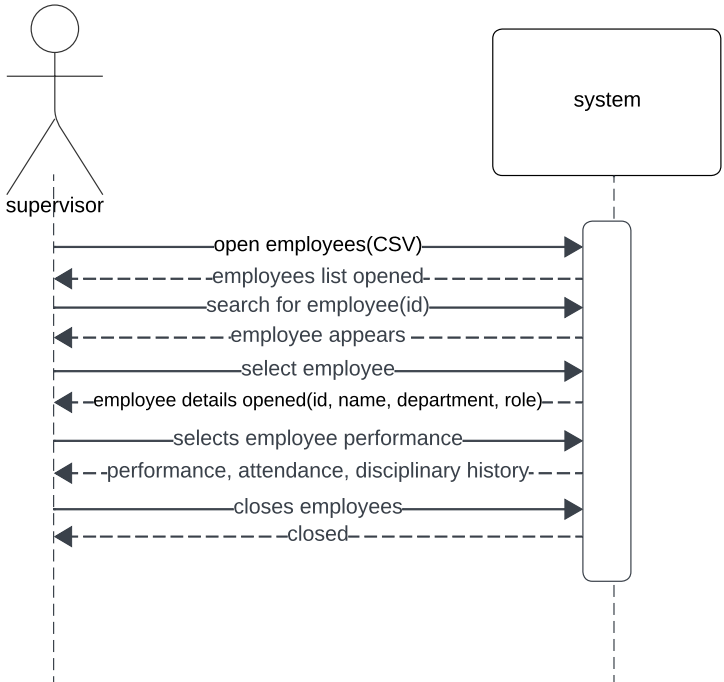 system
supervisor
open employees(CSV)
employees list opened
search for employee(id)
employee appears
select employee
employee details opened(id, name, department, role)
selects employee performance
performance, attendance, disciplinary history
closes employees
closed